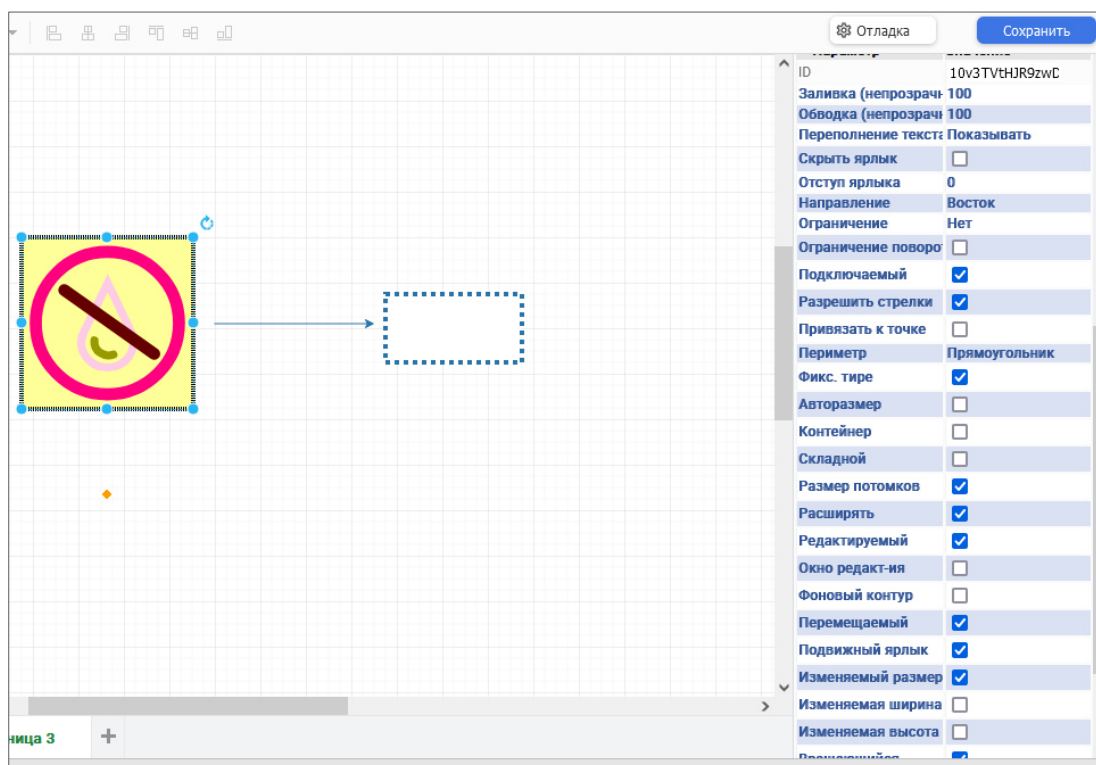 Отладка
Сохранить
ID 10v3TVtHJR9zwD
Заливка (непрозрачн 100
Обводка (непрозрачн 100
Переполнение текста Показывать
Скрыть ярлык
Отступ ярлыка 0
Направление Восток
Ограничение Нет
Ограничение поворо
Подключаемый
Разрешить стрелки
Привязать к точке
Периметр Прямоугольник
Фикс. тире
Авторазмер
Контейнер
Складной
Размер потомков
Расширять
Редактируемый
Окно редакт-ия
Фоновый контур
Перемещаемый
Подвижный ярлык
Изменяемый размер
Изменяемая ширина
Изменяемая высота
ница 3